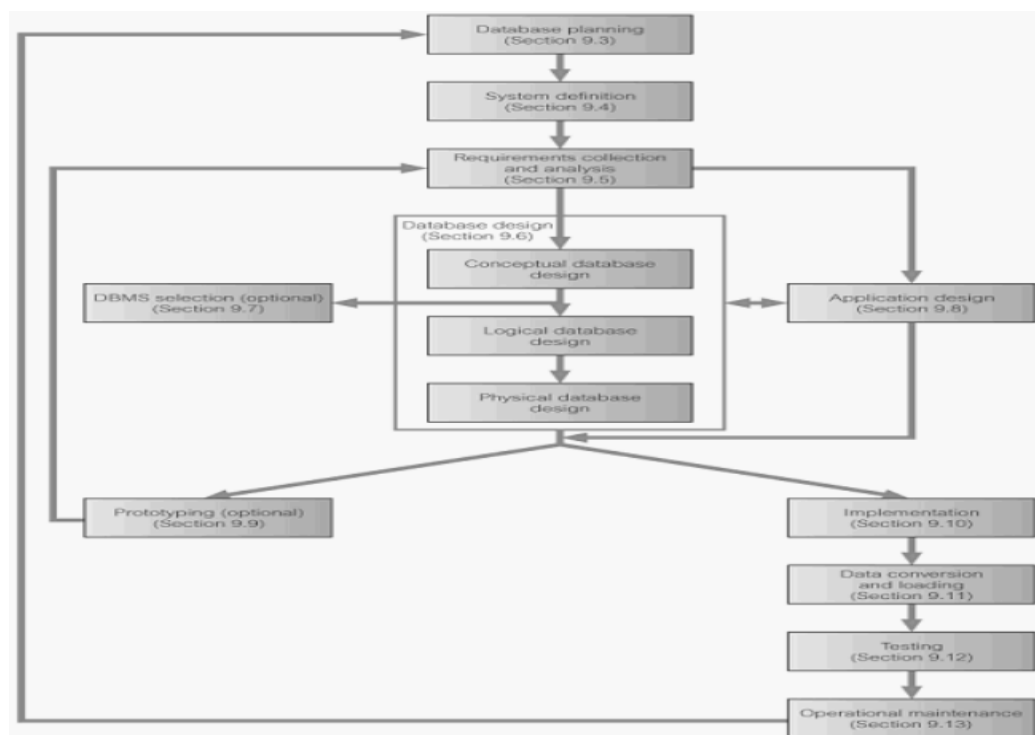 Database planning
(Section 9.3)
System definition
(Section 9.4)
Requirements collection
and analysis
(Section 9.5)
Database design
(Section 9.6)
Conceptual database
design
DBMS selection (optional)
(Section 9.7)
Application design
(Section 9.8)
Logical database
design
Physical database
design
Prototyping (optional)
(Section 9.9)
Implementation
(Section 9.10)
Data conversion
and loading
(Section 9.11)
Testing
(Section 9.12)
Operational maintenance
(Section 9.13)